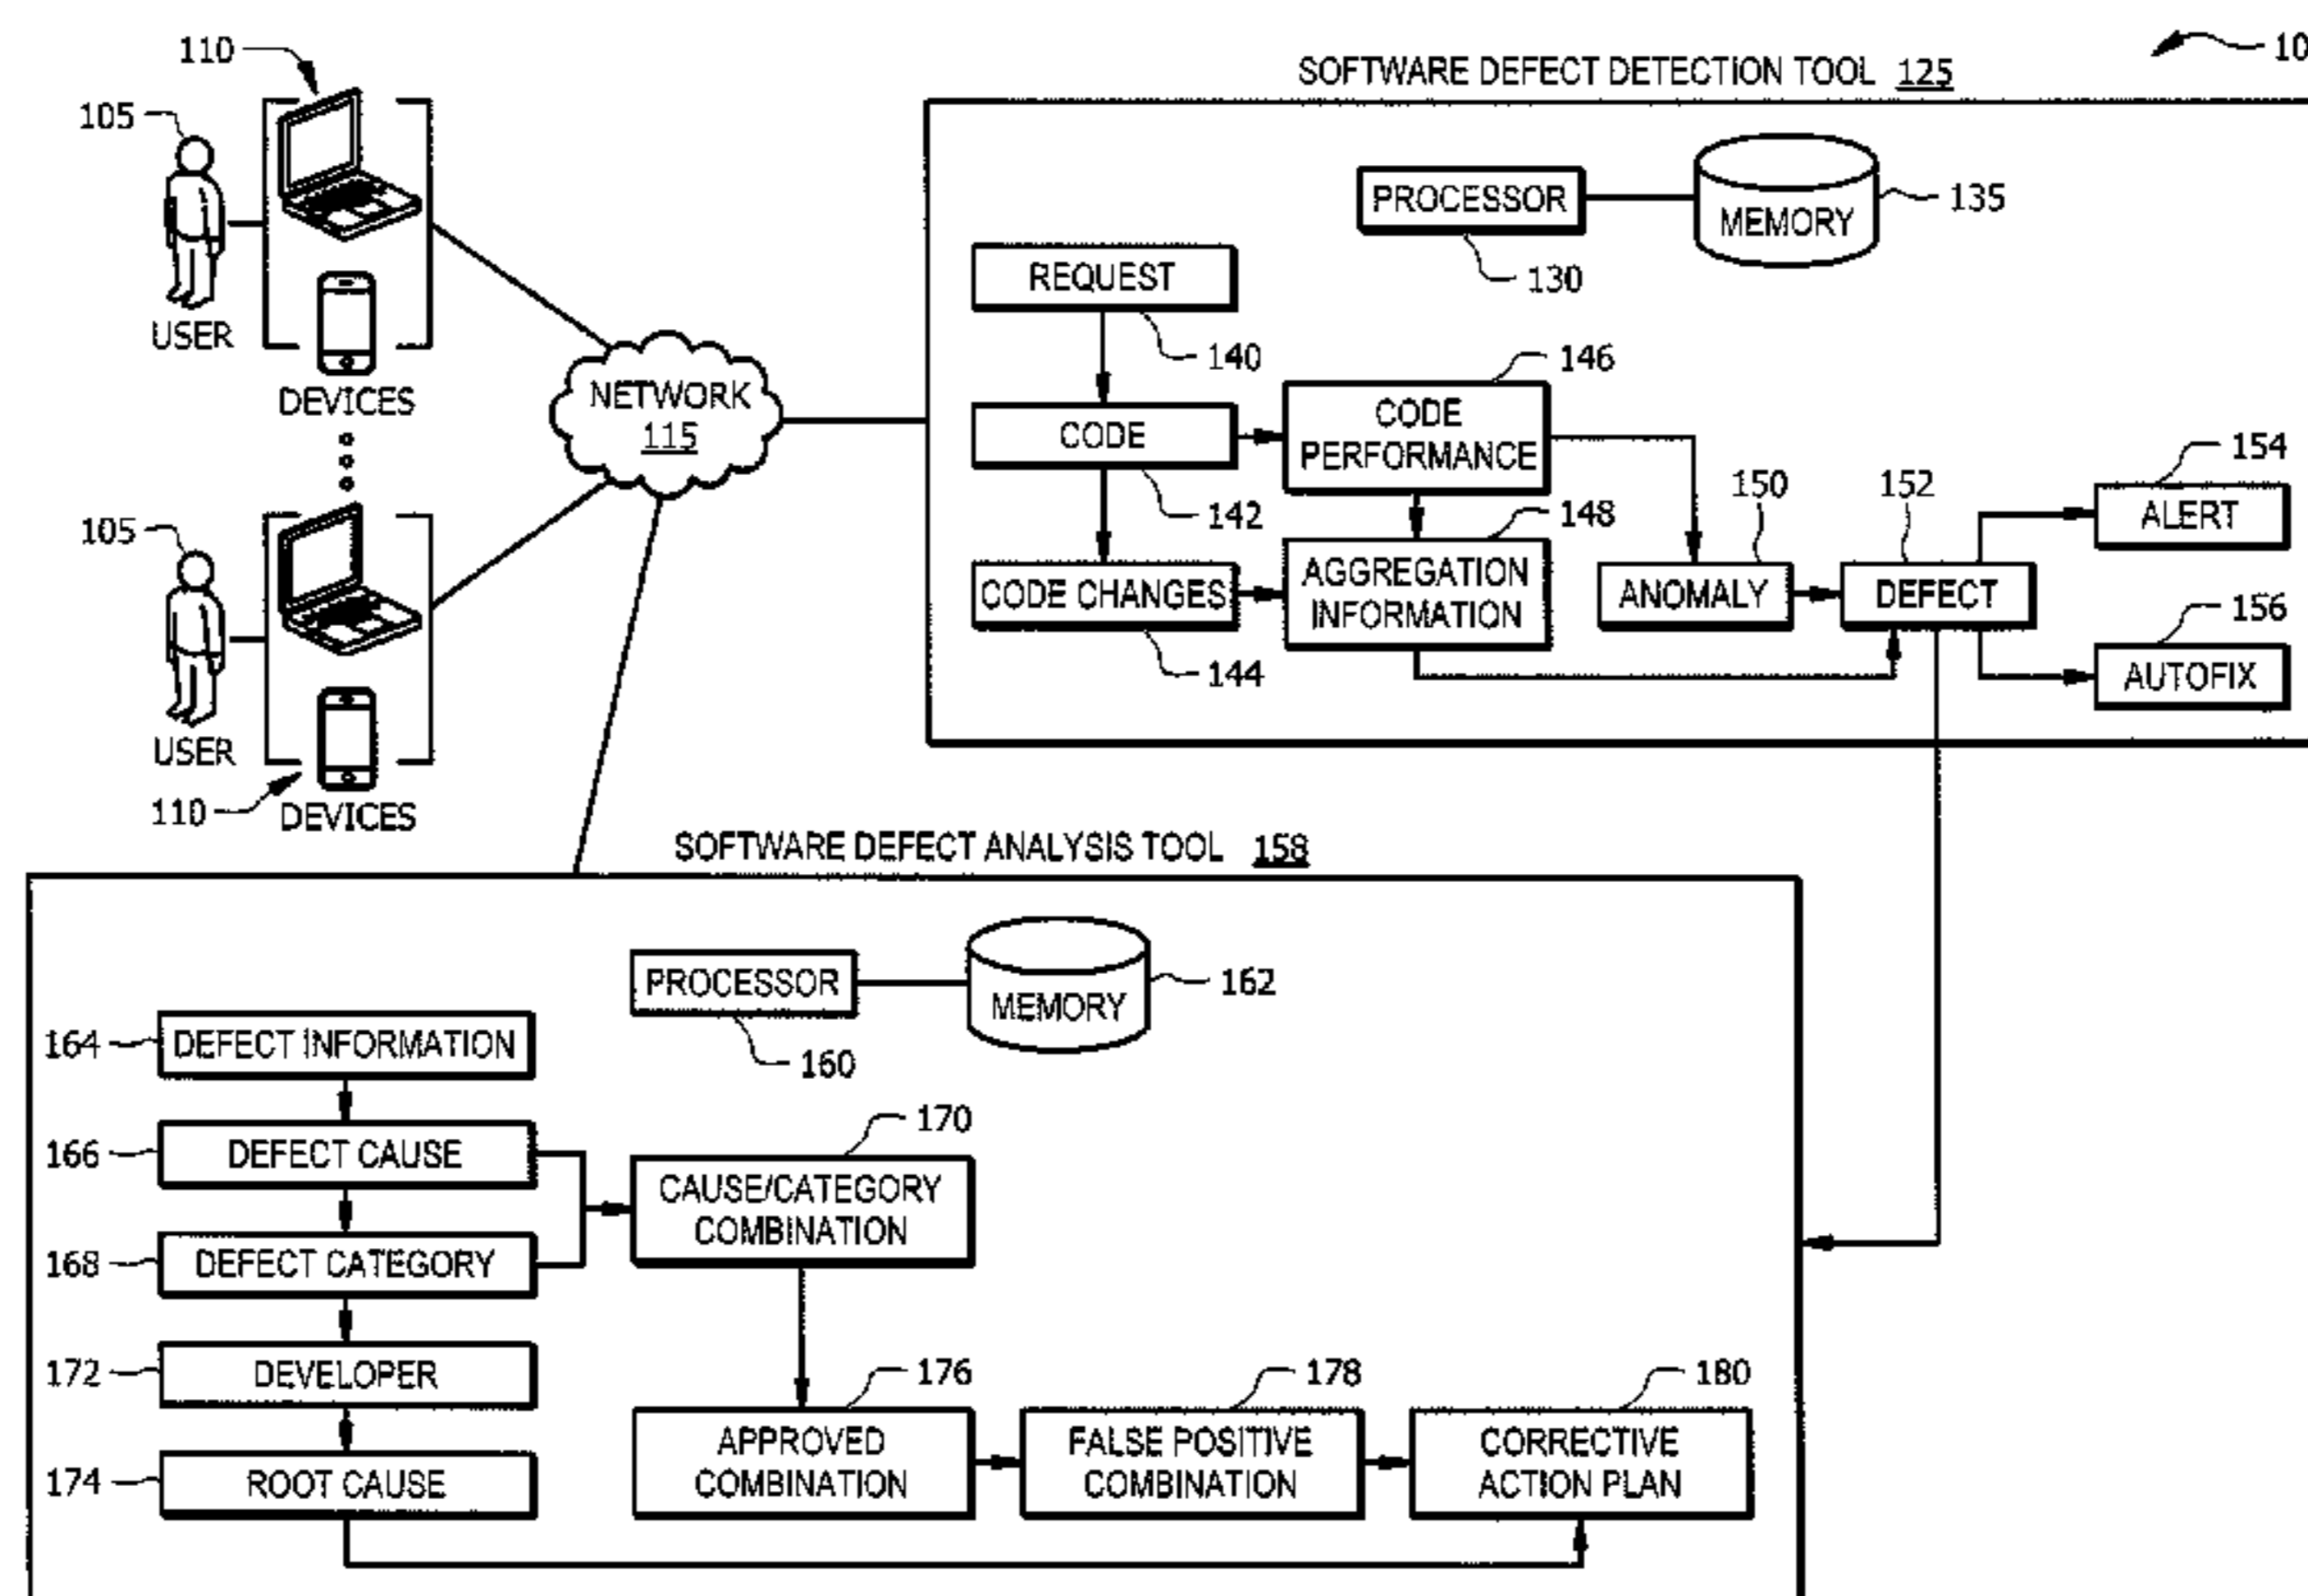 110
10
SOFTWARE DEFECT DETECTION TOOL 125
105
PROCESSOR
MEMORY
135
130
REQUEST
140
USER
DEVICES
NETWORK
115
146
CODE
CODE
PERFORMANCE
142
148
150
152
154
ALERT
105
CODE CHANGES
AGGREGATION
INFORMATION
ANOMALY
DEFECT
144
156
AUTOFIX
USER
110
DEVICES
SOFTWARE DEFECT ANALYSIS TOOL 158
PROCESSOR
MEMORY
162
160
164
DEFECT INFORMATION
166
DEFECT CAUSE
170
CAUSE/CATEGORY
COMBINATION
168
DEFECT CATEGORY
172
DEVELOPER
176
178
180
174
ROOT CAUSE
APPROVED
COMBINATION
FALSE POSITIVE
COMBINATION
CORRECTIVE
ACTION PLAN